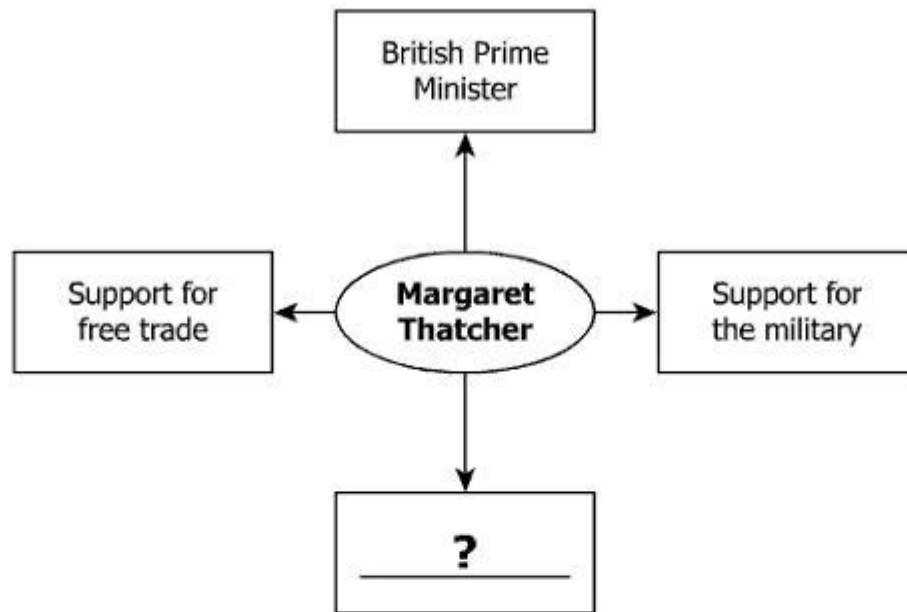 British Prime
Minister
Support for
free trade
Margaret
Thatcher
Support for
the military
?